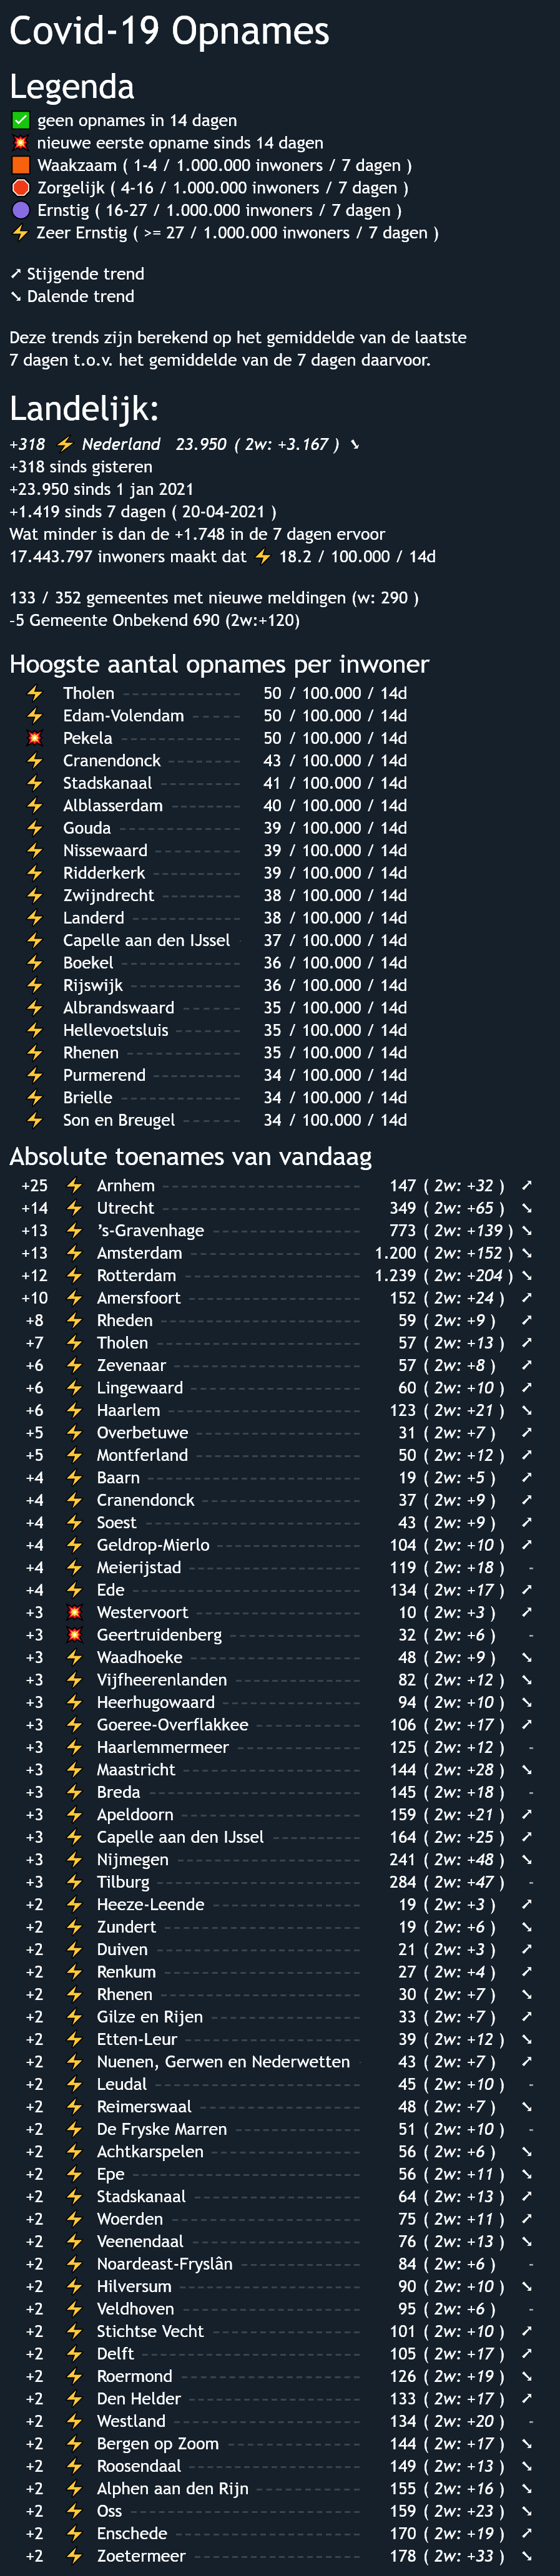 Covid-19 Opnames
Legenda
✅ geen opnames in 14 dagen
💥 nieuwe eerste opname sinds 14 dagen
🟧 Waakzaam ( 1-4 / 1.000.000 inwoners / 7 dagen )
🛑 Zorgelijk ( 4-16 / 1.000.000 inwoners / 7 dagen )
🟣 Ernstig ( 16-27 / 1.000.000 inwoners / 7 dagen )
⚡ Zeer Ernstig ( >= 27 / 1.000.000 inwoners / 7 dagen )
➚ Stijgende trend
➘ Dalende trend
Deze trends zijn berekend op het gemiddelde van de laatste
7 dagen t.o.v. het gemiddelde van de 7 dagen daarvoor.
Landelijk:
+318 ⚡ Nederland 23.950 ( 2w: +3.167 ) ➘
+318 sinds gisteren
+23.950 sinds 1 jan 2021
+1.419 sinds 7 dagen ( 20-04-2021 )
Wat minder is dan de +1.748 in de 7 dagen ervoor
17.443.797 inwoners maakt dat ⚡ 18.2 / 100.000 / 14d
133 / 352 gemeentes met nieuwe meldingen (w: 290 )
-5 Gemeente Onbekend 690 (2w:+120)
Hoogste aantal opnames per inwoner
⚡ Tholen 50 / 100.000 / 14d
⚡ Edam-Volendam 50 / 100.000 / 14d
💥 Pekela 50 / 100.000 / 14d
⚡ Cranendonck 43 / 100.000 / 14d
⚡ Stadskanaal 41 / 100.000 / 14d
⚡ Alblasserdam 40 / 100.000 / 14d
⚡ Gouda 39 / 100.000 / 14d
⚡ Nissewaard 39 / 100.000 / 14d
⚡ Ridderkerk 39 / 100.000 / 14d
⚡ Zwijndrecht 38 / 100.000 / 14d
⚡ Landerd 38 / 100.000 / 14d
⚡ Capelle aan den IJssel 37 / 100.000 / 14d
⚡ Boekel 36 / 100.000 / 14d
⚡ Rijswijk 36 / 100.000 / 14d
⚡ Albrandswaard 35 / 100.000 / 14d
⚡ Hellevoetsluis 35 / 100.000 / 14d
⚡ Rhenen 35 / 100.000 / 14d
⚡ Purmerend 34 / 100.000 / 14d
⚡ Brielle 34 / 100.000 / 14d
⚡ Son en Breugel 34 / 100.000 / 14d
Absolute toenames van vandaag
+25 ⚡ Arnhem 147 ( 2w: +32 ) ➚
+14 ⚡ Utrecht 349 ( 2w: +65 ) ➘
+13 ⚡ 's-Gravenhage 773 ( 2w: +139 ) ➘
+13 ⚡ Amsterdam 1.200 ( 2w: +152 ) ➘
+12 ⚡ Rotterdam 1.239 ( 2w: +204 ) ➘
+10 ⚡ Amersfoort 152 ( 2w: +24 ) ➚
+8 ⚡ Rheden 59 ( 2w: +9 ) ➚
+7 ⚡ Tholen 57 ( 2w: +13 ) ➚
+6 ⚡ Zevenaar 57 ( 2w: +8 ) ➚
+6 ⚡ Lingewaard 60 ( 2w: +10 ) ➚
+6 ⚡ Haarlem 123 ( 2w: +21 ) ➘
+5 ⚡ Overbetuwe 31 ( 2w: +7 ) ➚
+5 ⚡ Montferland 50 ( 2w: +12 ) ➚
+4 ⚡ Baarn 19 ( 2w: +5 ) ➚
+4 ⚡ Cranendonck 37 ( 2w: +9 ) ➚
+4 ⚡ Soest 43 ( 2w: +9 ) ➚
+4 ⚡ Geldrop-Mierlo 104 ( 2w: +10 ) ➚
+4 ⚡ Meierijstad 119 ( 2w: +18 ) -
+4 ⚡ Ede 134 ( 2w: +17 ) ➚
+3 💥 Westervoort 10 ( 2w: +3 ) ➚
+3 💥 Geertruidenberg 32 ( 2w: +6 ) -
+3 ⚡ Waadhoeke 48 ( 2w: +9 ) ➘
+3 ⚡ Vijfheerenlanden 82 ( 2w: +12 ) ➘
+3 ⚡ Heerhugowaard 94 ( 2w: +10 ) ➘
+3 ⚡ Goeree-Overflakkee 106 ( 2w: +17 ) ➚
+3 ⚡ Haarlemmermeer 125 ( 2w: +12 ) -
+3 ⚡ Maastricht 144 ( 2w: +28 ) ➘
+3 ⚡ Breda 145 ( 2w: +18 ) -
+3 ⚡ Apeldoorn 159 ( 2w: +21 ) ➚
+3 ⚡ Capelle aan den IJssel 164 ( 2w: +25 ) ➚
+3 ⚡ Nijmegen 241 ( 2w: +48 ) ➘
+3 ⚡ Tilburg 284 ( 2w: +47 ) -
+2 ⚡ Heeze-Leende 19 ( 2w: +3 ) ➚
+2 ⚡ Zundert 19 ( 2w: +6 ) ➘
+2 ⚡ Duiven 21 ( 2w: +3 ) ➚
+2 ⚡ Renkum 27 ( 2w: +4 ) ➚
+2 ⚡ Rhenen 30 ( 2w: +7 ) ➘
+2 ⚡ Gilze en Rijen 33 ( 2w: +7 ) ➚
+2 ⚡ Etten-Leur 39 ( 2w: +12 ) ➘
+2 ⚡ Nuenen, Gerwen en Nederwetten 43 ( 2w: +7 ) ➚
+2 ⚡ Leudal 45 ( 2w: +10 ) -
+2 ⚡ Reimerswaal 48 ( 2w: +7 ) ➘
+2 ⚡ De Fryske Marren 51 ( 2w: +10 ) -
+2 ⚡ Achtkarspelen 56 ( 2w: +6 ) ➘
+2 ⚡ Epe 56 ( 2w: +11 ) ➘
+2 ⚡ Stadskanaal 64 ( 2w: +13 ) ➚
+2 ⚡ Woerden 75 ( 2w: +11 ) ➚
+2 ⚡ Veenendaal 76 ( 2w: +13 ) ➘
+2 ⚡ Noardeast-Fryslân 84 ( 2w: +6 ) -
+2 ⚡ Hilversum 90 ( 2w: +10 ) ➘
+2 ⚡ Veldhoven 95 ( 2w: +6 ) -
+2 ⚡ Stichtse Vecht 101 ( 2w: +10 ) ➚
+2 ⚡ Delft 105 ( 2w: +17 ) ➚
+2 ⚡ Roermond 126 ( 2w: +19 ) ➘
+2 ⚡ Den Helder 133 ( 2w: +17 ) ➚
+2 ⚡ Westland 134 ( 2w: +20 ) -
+2 ⚡ Bergen op Zoom 144 ( 2w: +17 ) ➘
+2 ⚡ Roosendaal 149 ( 2w: +13 ) ➘
+2 ⚡ Alphen aan den Rijn 155 ( 2w: +16 ) ➘
+2 ⚡ Oss 159 ( 2w: +23 ) ➘
+2 ⚡ Enschede 170 ( 2w: +19 ) ➚
+2 ⚡ Zoetermeer 178 ( 2w: +33 ) ➘